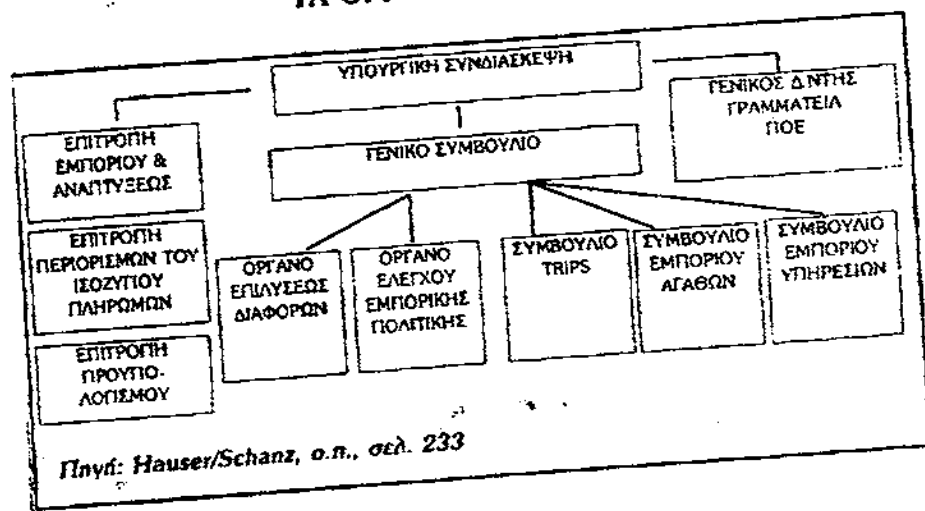 ΥΠΟΥΡΓΙΚΗ ΣΥΝΔΙΑΣΚΕΨΗ
ΓΕΝΙΚΟΣ Δ.ΝΤΗΣ
ΓΡΑΜΜΑΤΕΙΑ
ΠΟΕ
ΕΠΙΤΡΟΠΗ
ΕΜΠΟΡΙΟΥ &
ΑΝΑΠΤΥΞΕΩΣ
ΓΕΝΙΚΟ ΣΥΜΒΟΥΛΙΟ
ΕΠΙΤΡΟΠΗ
ΠΕΡΙΟΡΙΣΜΩΝ ΤΟΥ
ΙΣΟΖΥΓΙΟΥ
ΠΛΗΡΩΜΩΝ
ΟΡΓΑΝΟ
ΕΠΙΛΥΣΕΩΣ
ΔΙΑΦΟΡΩΝ
ΟΡΓΑΝΟ
ΕΛΕΓΧΟΥ
ΕΜΠΟΡΙΚΗΣ
ΠΟΛΙΤΙΚΗΣ
ΣΥΜΒΟΥΛΙΟ
TRIPS
ΣΥΜΒΟΥΛΙΟ
ΕΜΠΟΡΙΟΥ
ΑΓΑΘΩΝ
ΣΥΜΒΟΥΛΙΟ
ΕΜΠΟΡΙΟΥ
ΥΠΗΡΕΣΙΩΝ
ΕΠΙΤΡΟΠΗ
ΠΡΟΥΠΟ-
ΛΟΓΙΣΜΟΥ
Πηγή: Hauser/Schanz, ο.π., σελ. 233